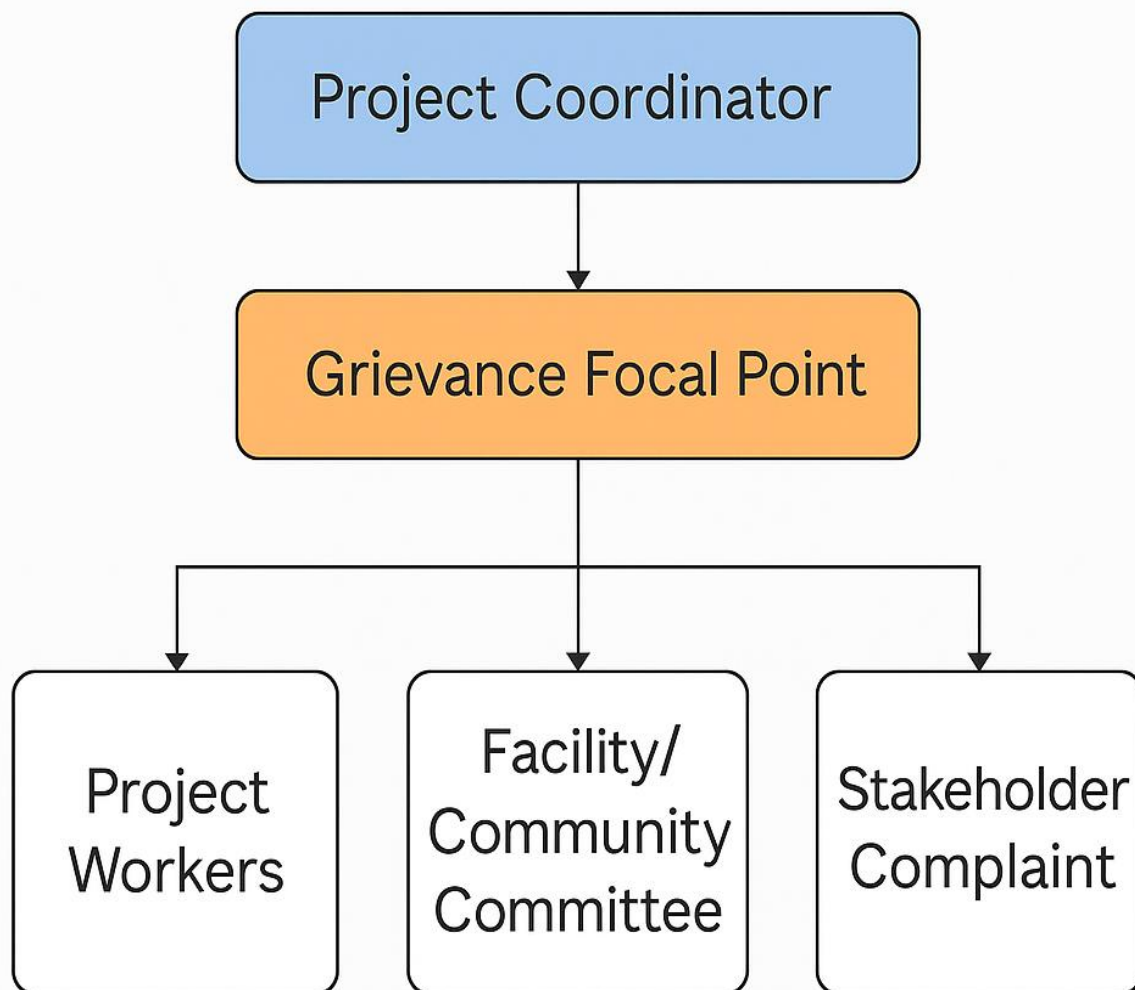 Project Coordinator
Grievance Focal Point
Project
Workers
Facility/
Community
Committee
Stakeholder
Complaint